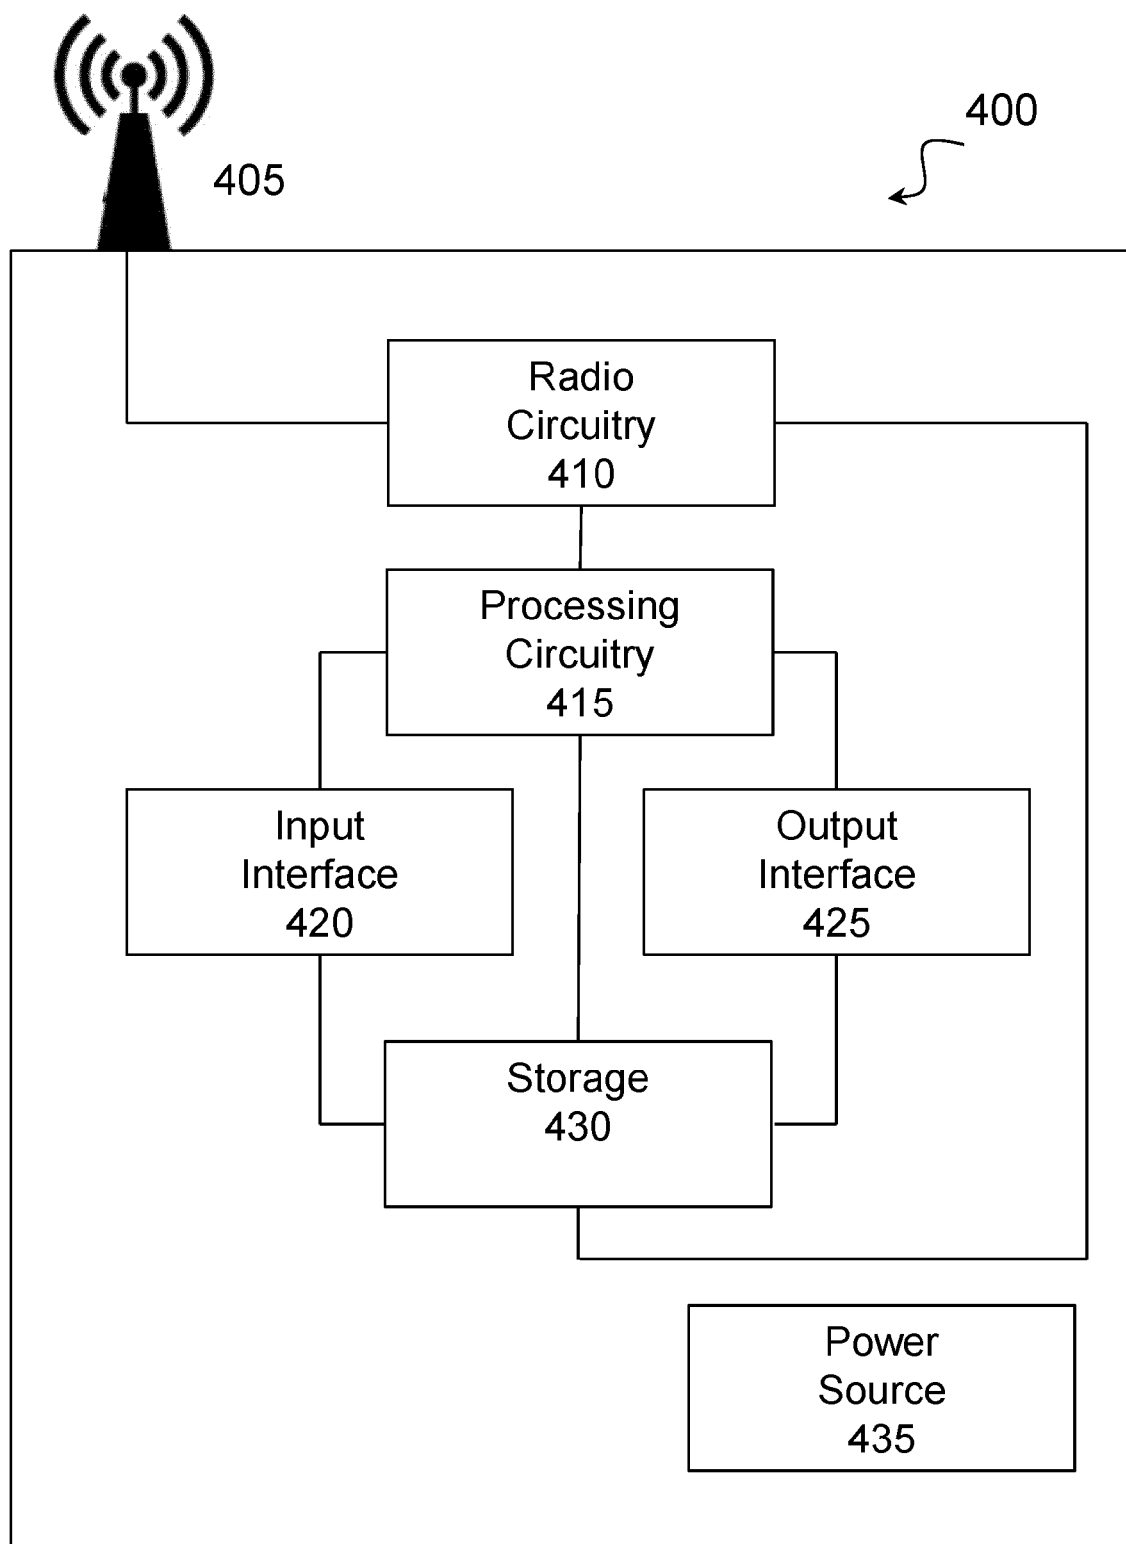 400
405
Radio
Circuitry
410
Processing
Circuitry
415
Input
Interface
420
Output
Interface
425
Storage
430
Power
Source
435